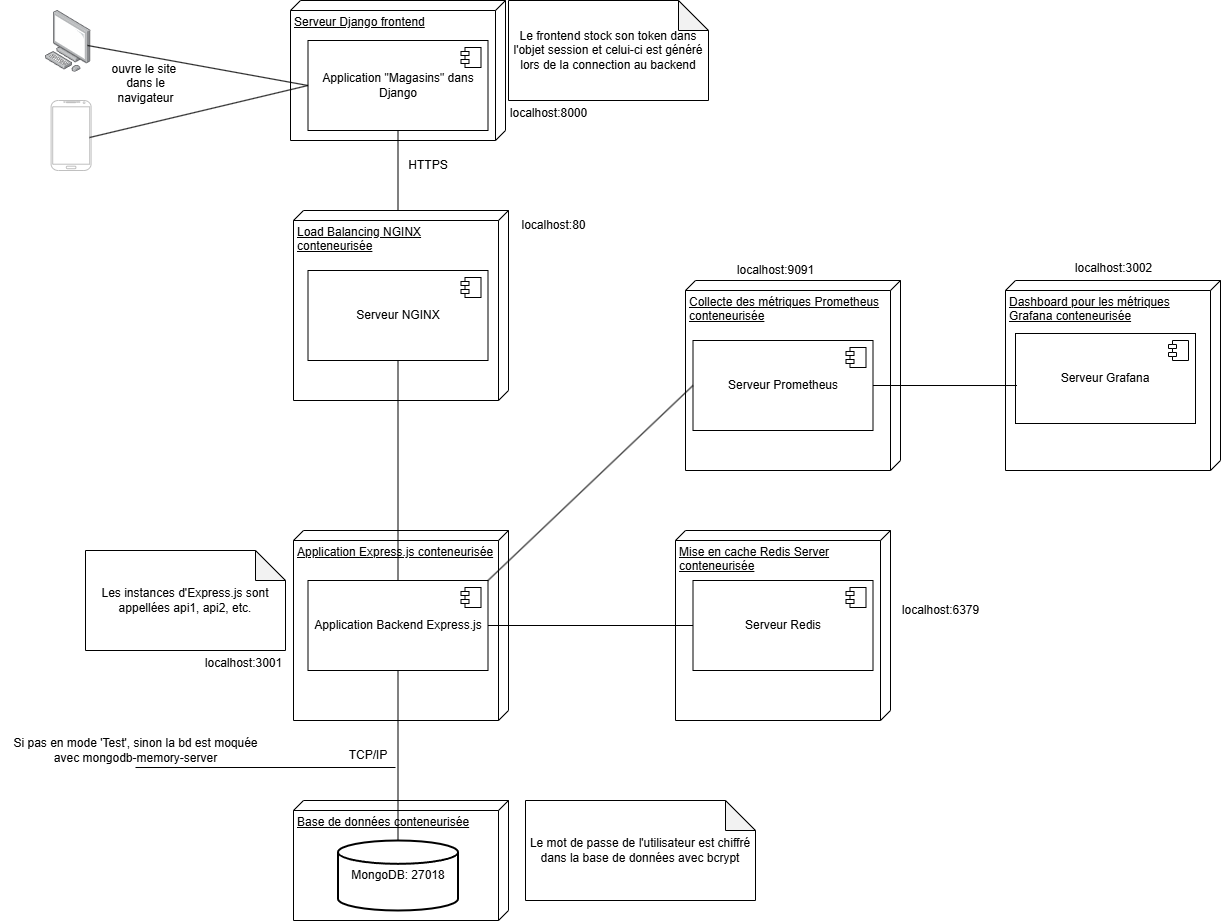 Serveur Django frontend
Le frontend stock son token dans
l'objet session et celui-ci est généré
lors de la connection au backend
ouvre le site
dans le
navigateur
Application "Magasins" dans
Django
localhost:8000
HTTPS
Load Balancing NGINX
conteneurisée
localhost:80
Serveur NGINX
localhost:9091
Collecte des métriques Prometheus
conteneurisée
Serveur Prometheus
localhost:3002
Dashboard pour les métriques
Grafana conteneurisée
Serveur Grafana
Les instances d'Express.js sont
appellées api1, api2, etc.
localhost:3001
Application Express.js conteneurisée
Application Backend Express.js
Mise en cache Redis Server
conteneurisée
Serveur Redis
localhost:6379
Si pas en mode 'Test', sinon la bd est moquée
avec mongodb-memory-server
TCP/IP
Base de données conteneurisée
MongoDB: 27018
Le mot de passe de l'utilisateur est chiffré
dans la base de données avec bcrypt